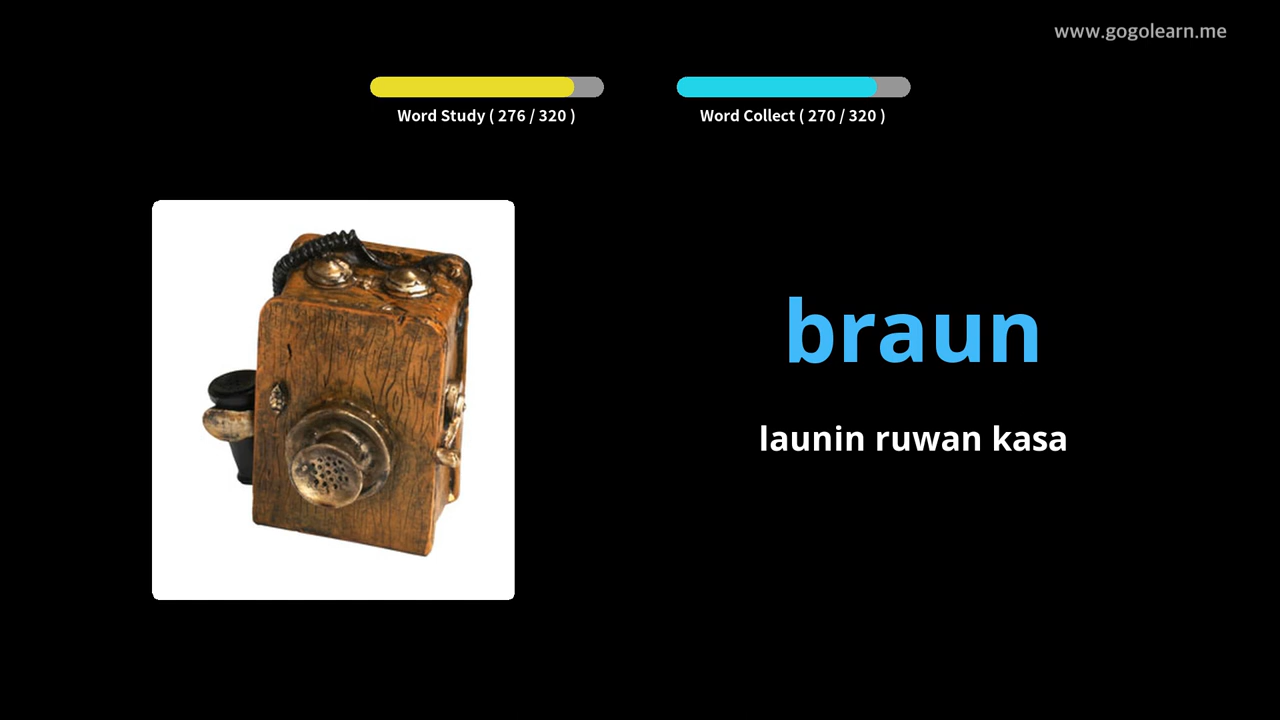 www.gogolearn.me
Word Study ( 276 / 320 )
Word Collect ( 270 / 320 )
braun
launin ruwan kasa